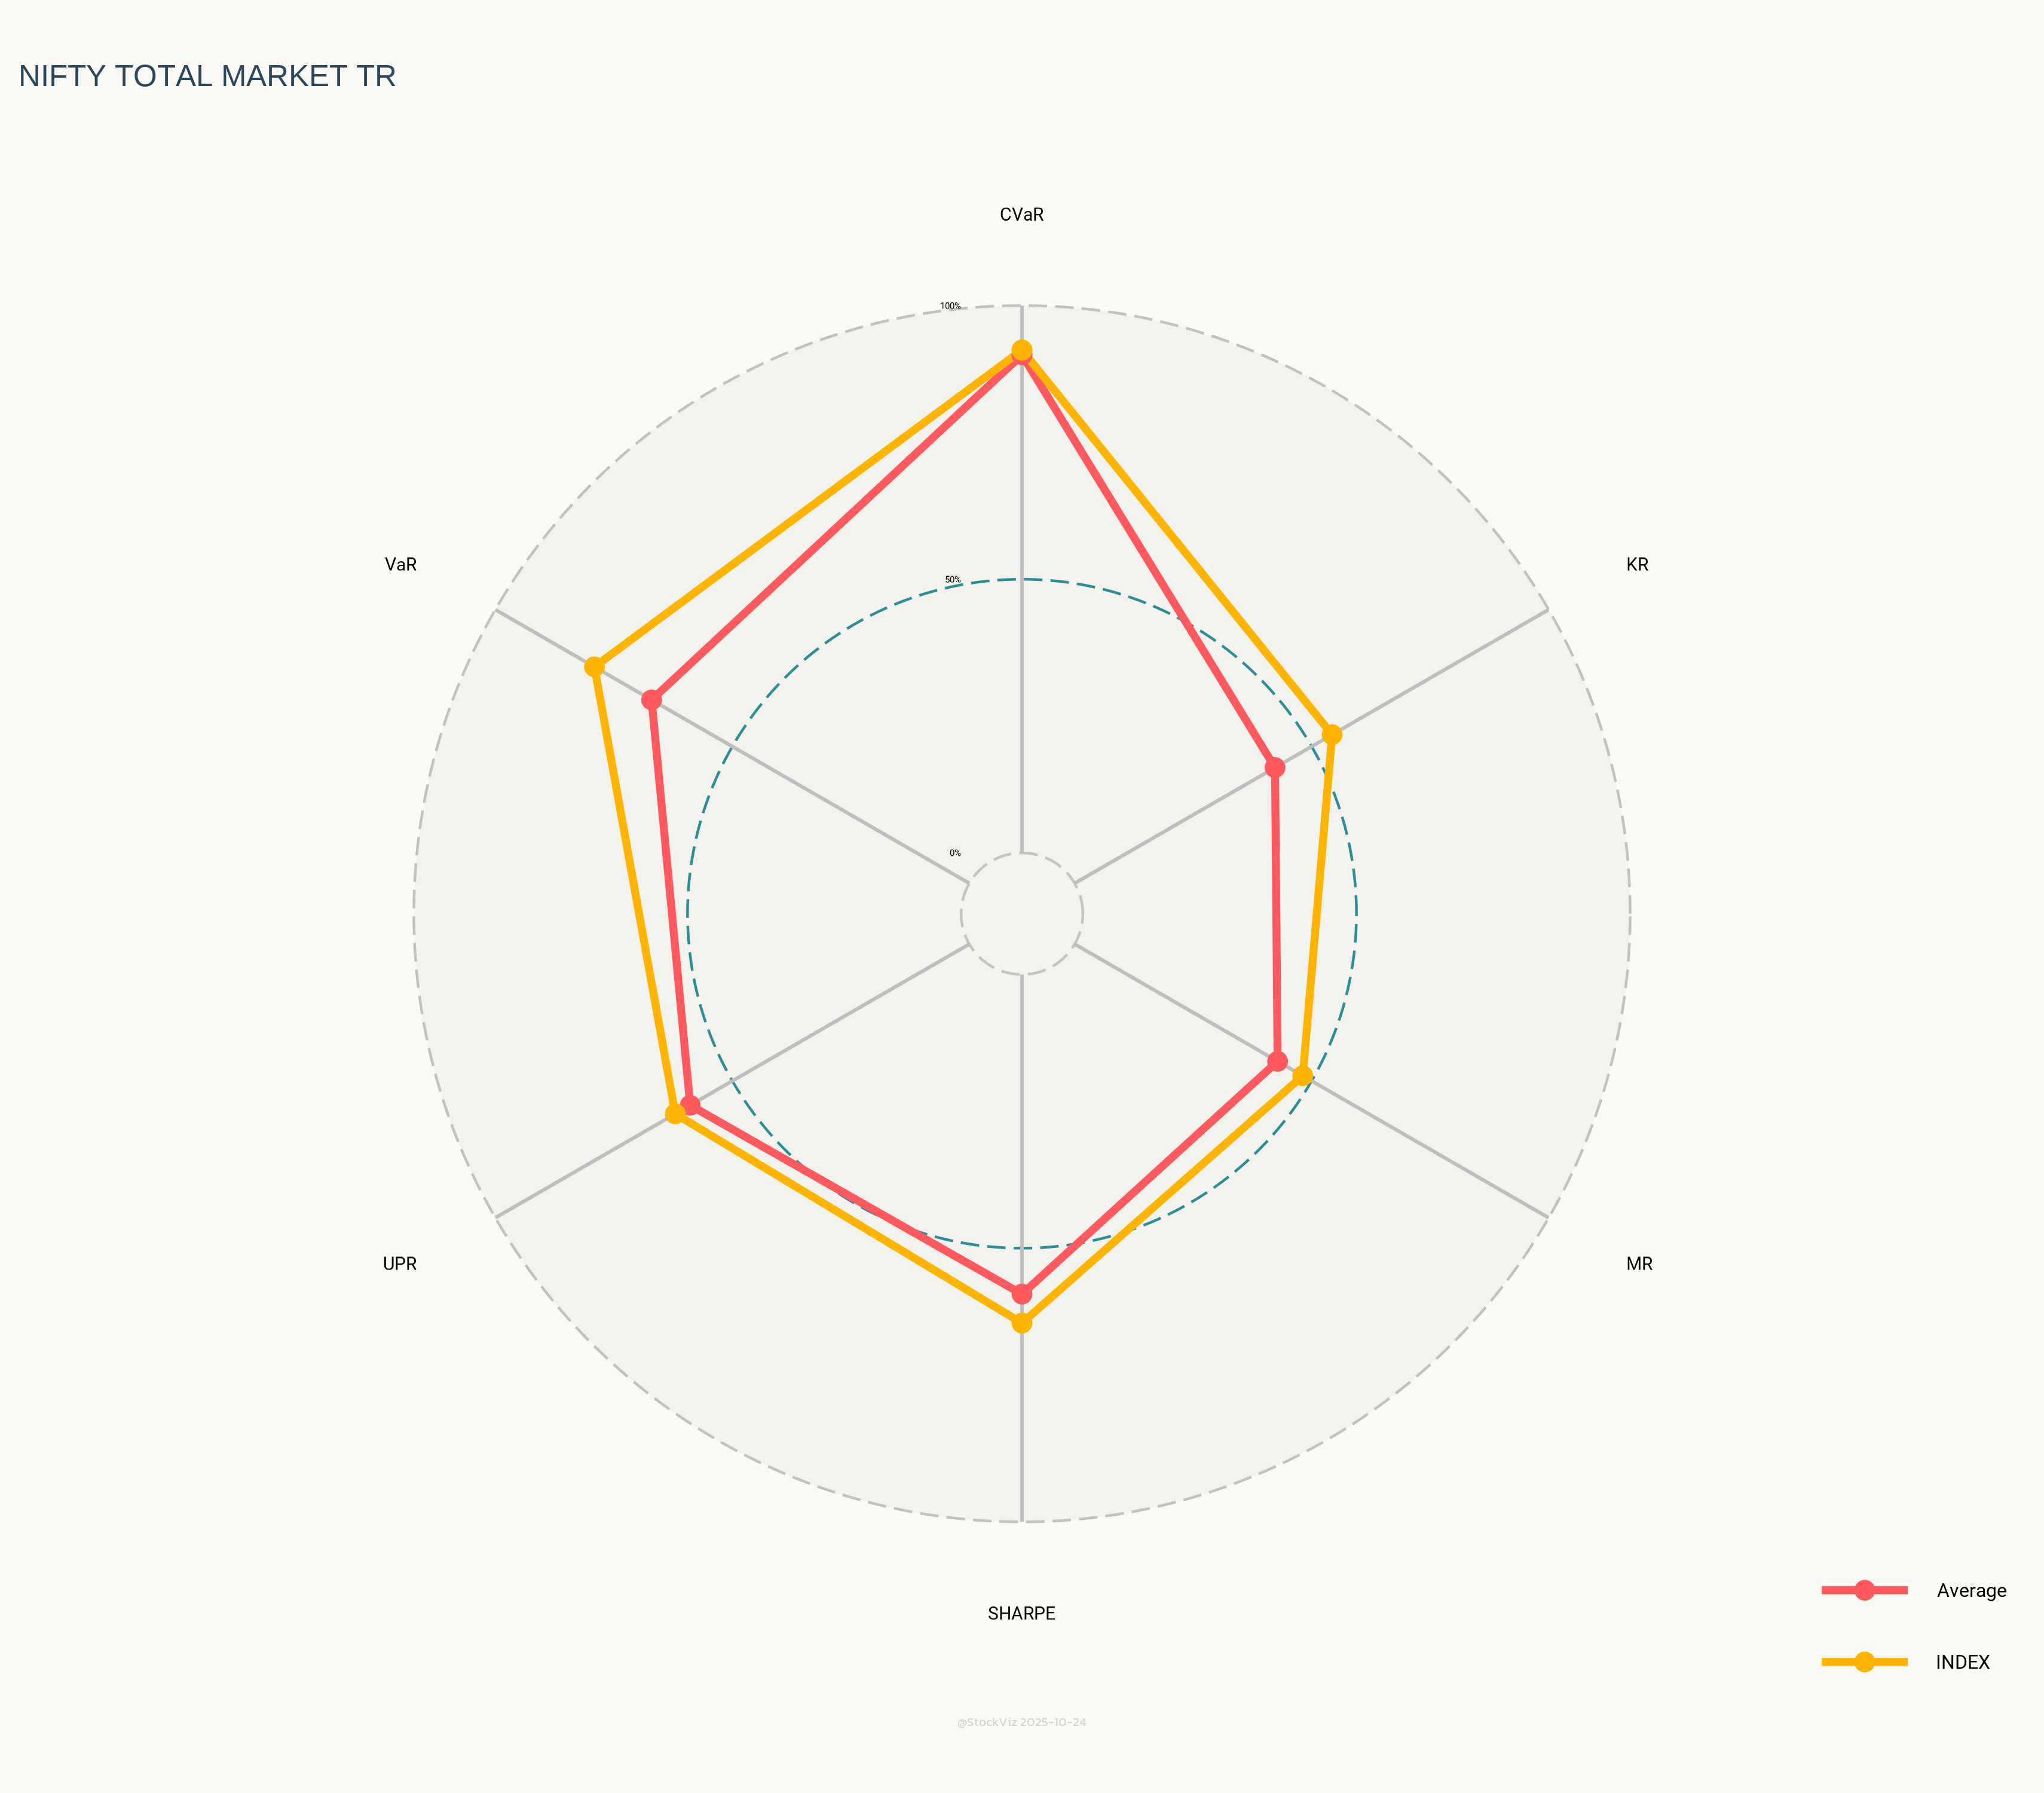 NIFTY TOTAL MARKET TR
CVaR
100%
VaR
KR
50%
0%
UPR
MR
SHARPE
Average
INDEX
@StockViz 2025-10-24